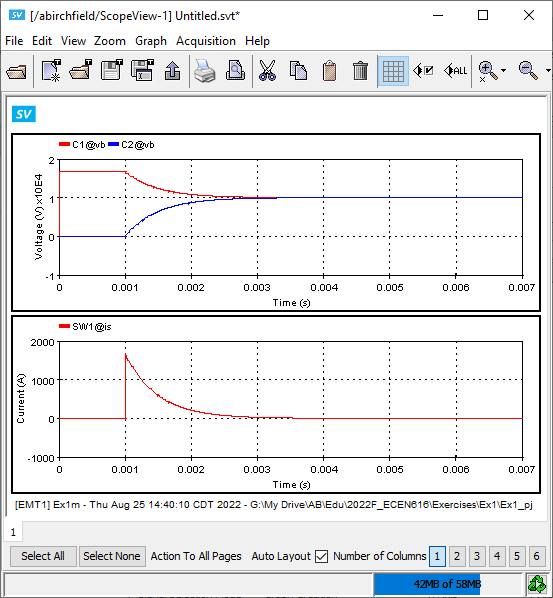 SV [/abirchfield/ScopeView-1] Untitled.svt*
File Edit View Zoom Graph Acquisition Help
ALL
SV
C1@vb C2@vb
Voltage (V) x10E4
2
1
0
-1
0 0.001 0.002 0.003 0.004 0.005 0.006 0.007
Time (s)
SW1@is
Current (A)
2000
1000
0
-1000
0 0.001 0.002 0.003 0.004 0.005 0.006 0.007
Time (s)
[EMT1] Ex1m - Thu Aug 25 14:40:10 CDT 2022 - G:\My Drive\AB\Edu\2022F_ECEN616\Exercises\Ex1\Ex1_pj
1
Select All Select None Action To All Pages Auto Layout Number of Columns 1 2 3 4 5 6
42MB of 58MB